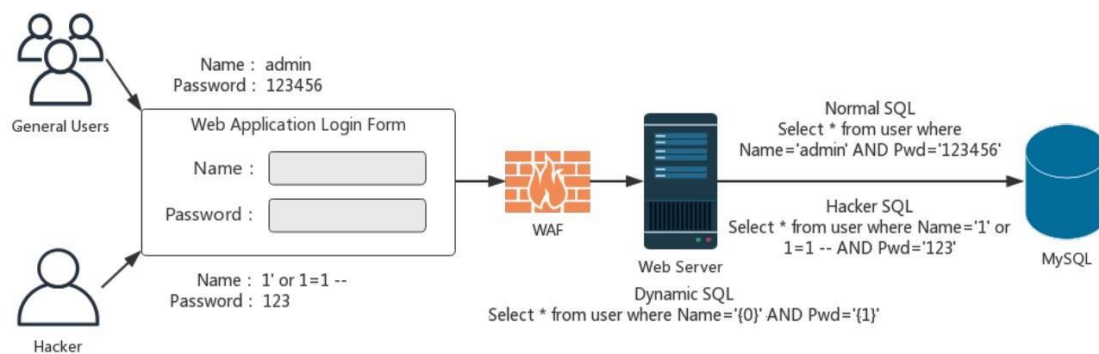 Name : admin
Password : 123456
General Users
Web Application Login Form
Name :
Password :
WAF
Web Server
Normal SQL
Select * from user where
Name='admin' AND Pwd='123456'
Hacker SQL
Select * from user where Name='1' or
1=1 -- AND Pwd='123'
MySQL
Name : 1' or 1=1 --
Password : 123
Hacker
Dynamic SQL
Select * from user where Name='{0}' AND Pwd='{1}'